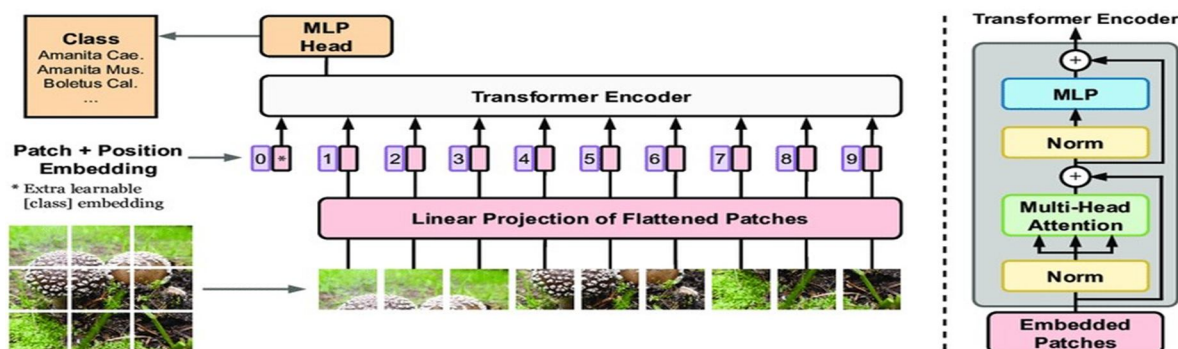 Class
Amanita Cae.
Amanita Mus.
Boletus Cal.
...
MLP
Head
Transformer Encoder
Patch + Position
Embedding
* Extra learnable
[class] embedding
0 * 1 2 3 4 5 6 7 8 9
Linear Projection of Flattened Patches
Transformer Encoder
+
MLP
Norm
+
Multi-Head
Attention
Norm
Embedded
Patches